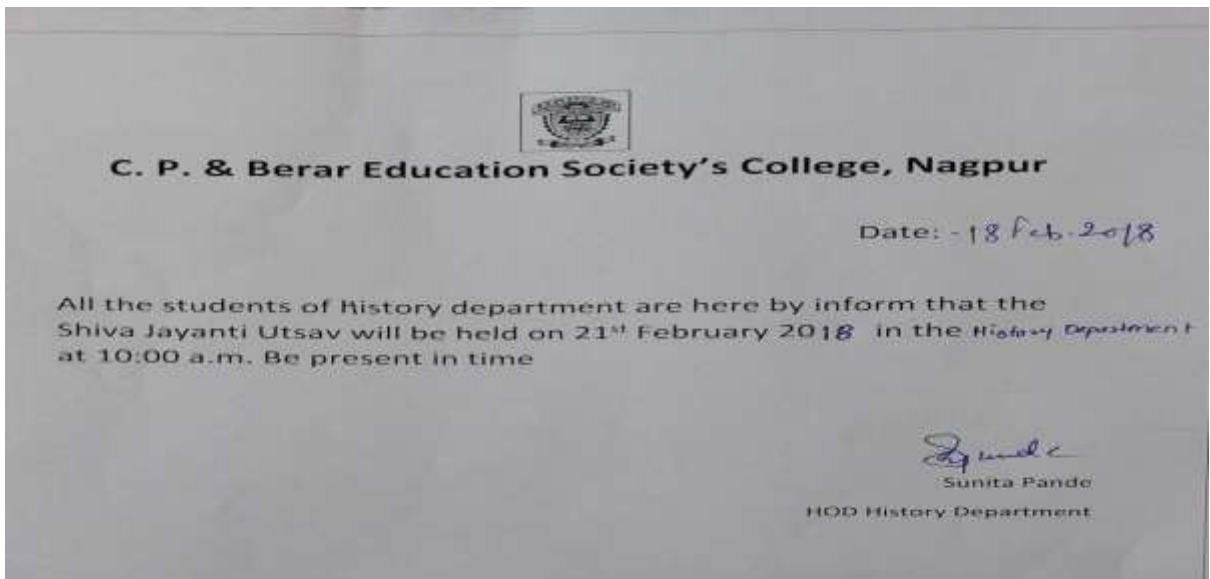 C. P. & Berar Education Society's College, Nagpur
Date: - 18 Feb. 2018
All the students of History department are here by inform that the
Shiva Jayanti Utsav will be held on 21st February 2018 in the History Department
at 10:00 a.m. Be present in time
Sunita Pande
HOD History Department